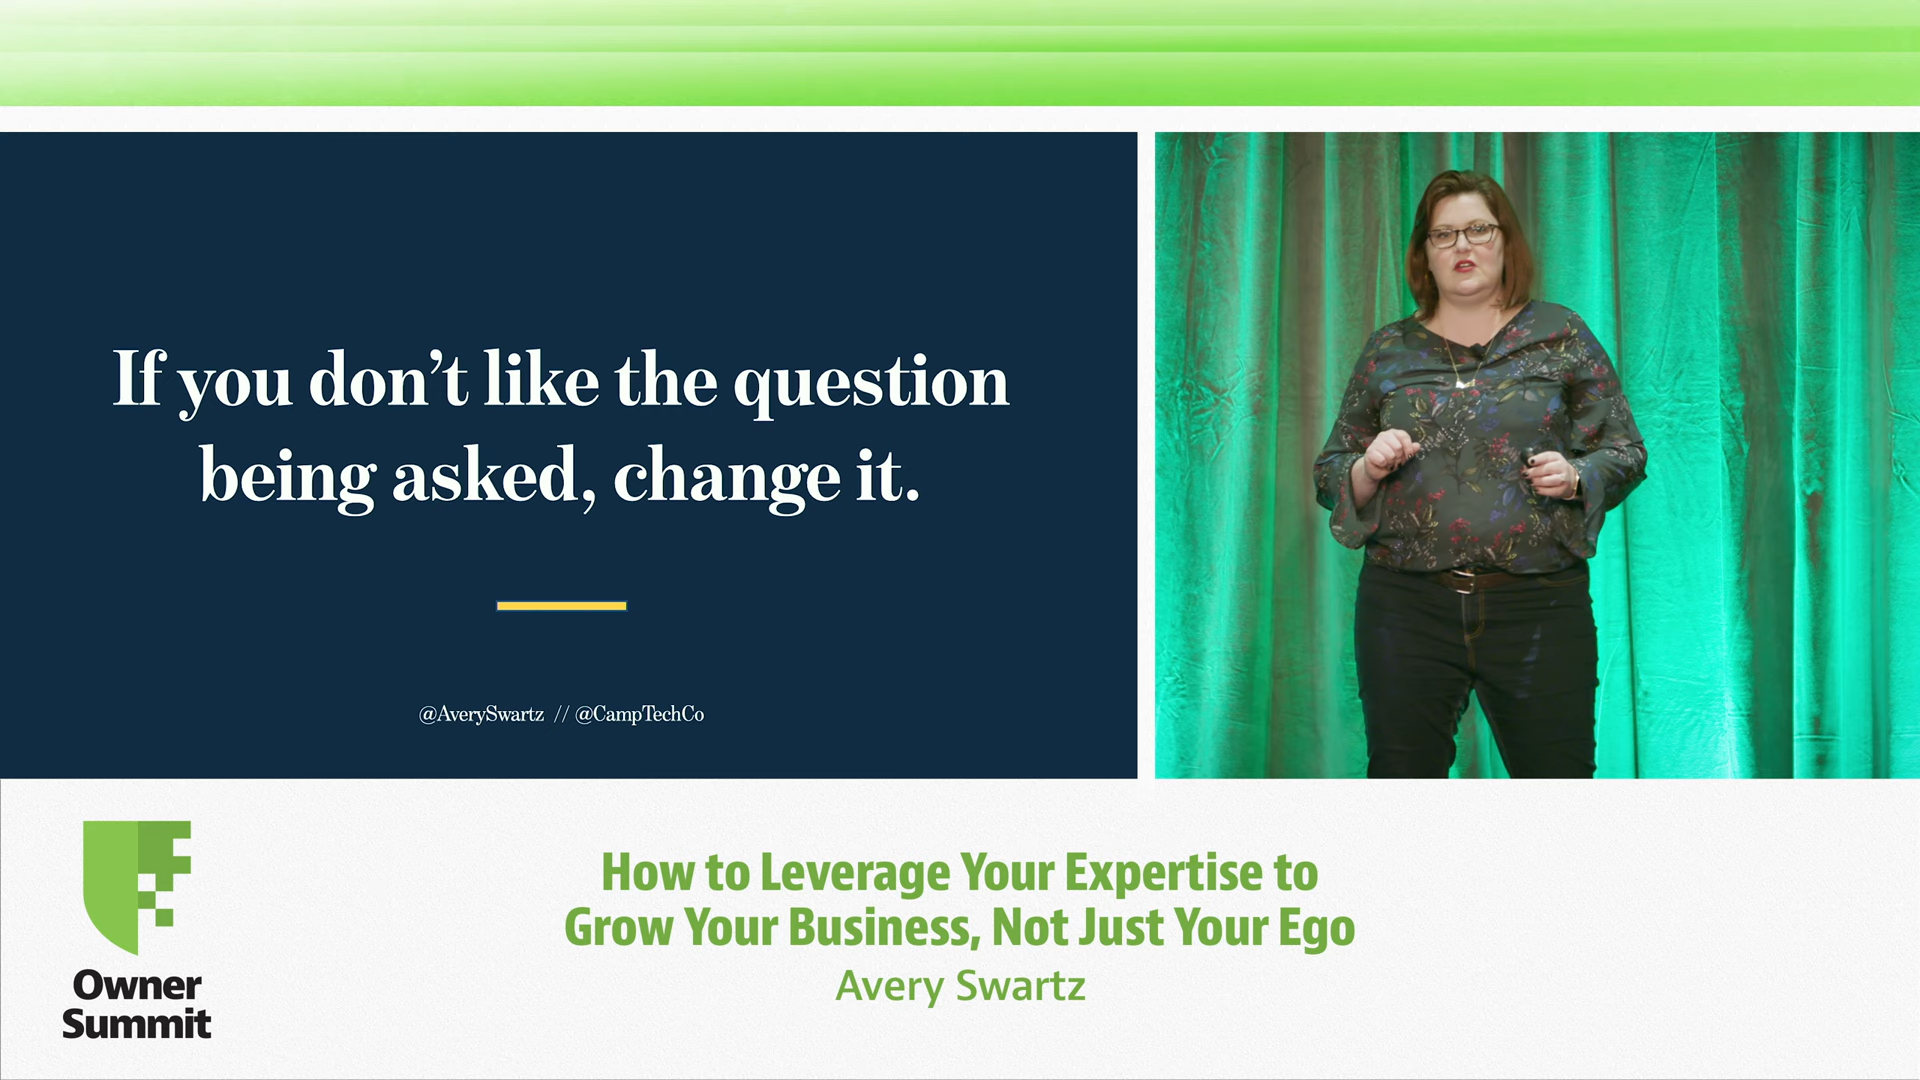 If you don’t like the question
being asked, change it.
@AverySwartz // @CampTechCo
Owner
Summit
How to Leverage Your Expertise to
Grow Your Business, Not Just Your Ego
Avery Swartz